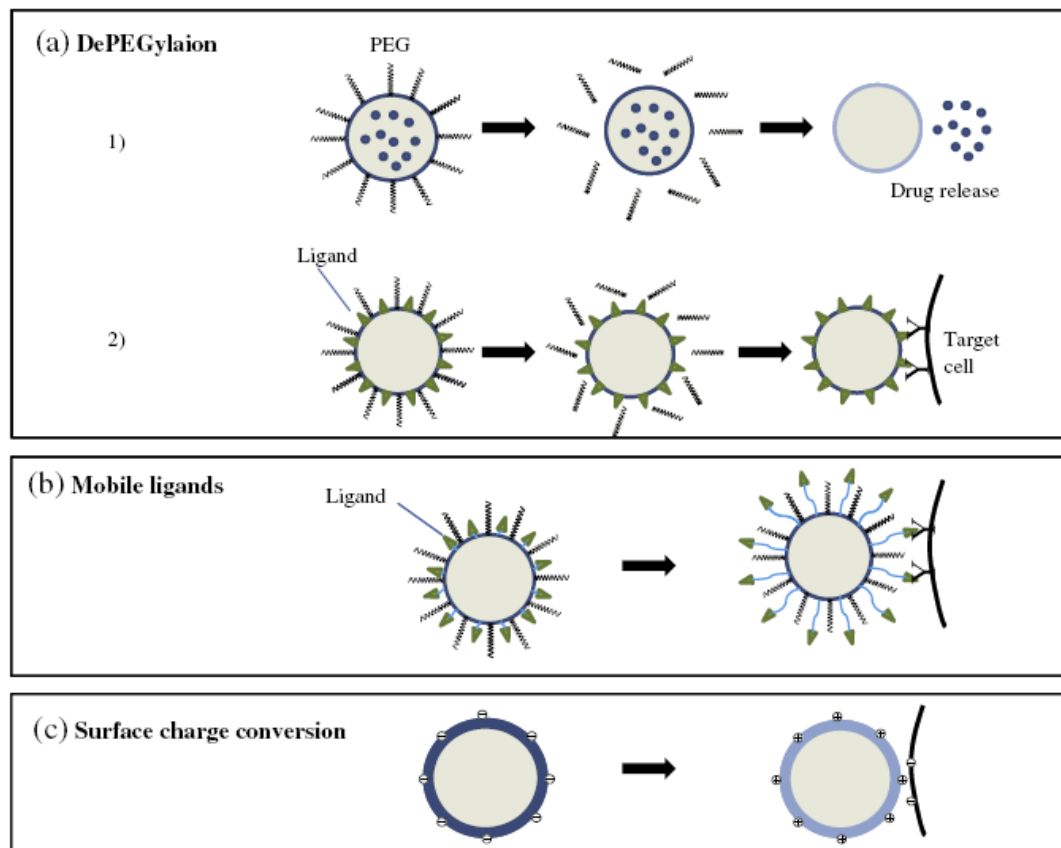 (a) DePEGylaion
PEG
1)
Drug release
Ligand
2)
Target
cell
(b) Mobile ligands
Ligand
(c) Surface charge conversion